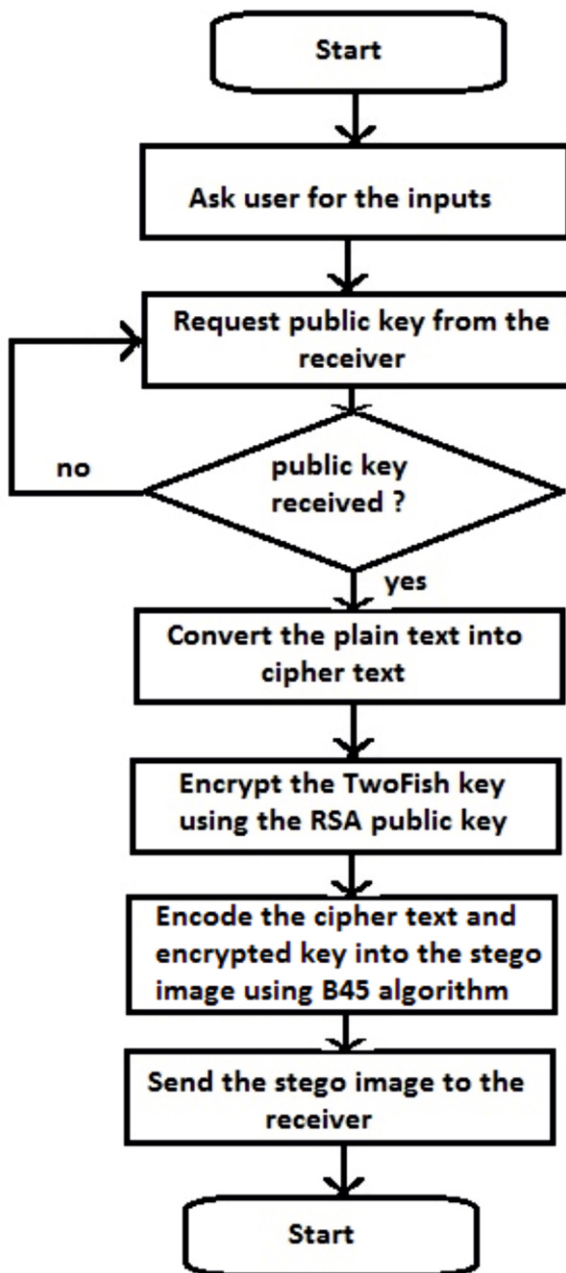 Start
Ask user for the inputs
Request public key from the
receiver
public key
received ?
no
yes
Convert the plain text into
cipher text
Encrypt the TwoFish key
using the RSA public key
Encode the cipher text and
encrypted key into the stego
image using B45 algorithm
Send the stego image to the
receiver
Start